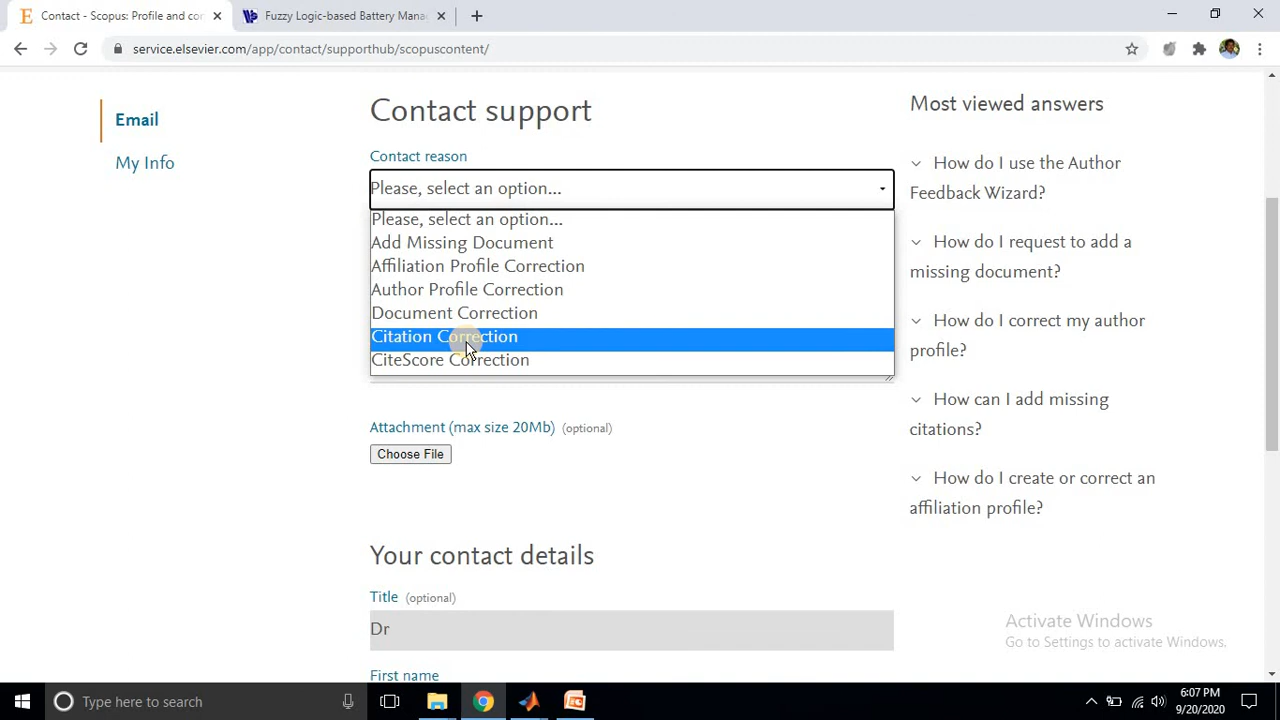 Contact - Scopus: Profile and cor
Fuzzy Logic-based Battery Mana
service.elsevier.com/app/contact/supporthub/scopuscontent/
Email
My Info
Contact support
Contact reason
Please, select an option...
Please, select an option...
Add Missing Document
Affiliation Profile Correction
Author Profile Correction
Document Correction
Citation Correction
CiteScore Correction
Attachment (max size 20Mb) (optional)
Choose File
Your contact details
Title (optional)
Dr
First name
Most viewed answers
How do I use the Author
Feedback Wizard?
How do I request to add a
missing document?
How do I correct my author
profile?
How can I add missing
citations?
How do I create or correct an
affiliation profile?
Activate Windows
Go to Settings to activate Windows.
Type here to search
6:07 PM
9/20/2020